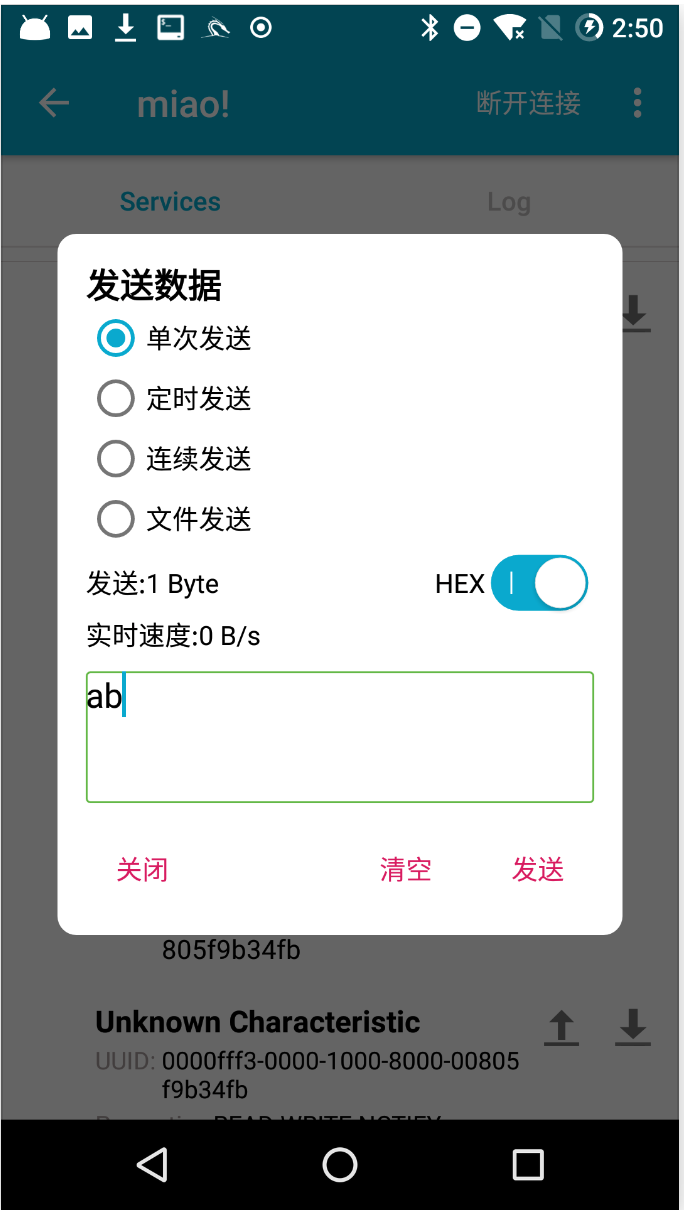 2:50
miao!
断开连接
Services
Log
发送数据
单次发送
定时发送
连续发送
文件发送
发送:1 Byte
HEX
实时速度:0 B/s
ab
关闭
清空
发送
805f9b34fb
Unknown Characteristic
UUID: 0000fff3-0000-1000-8000-00805
f9b34fb
READ WRITE NOTIFY